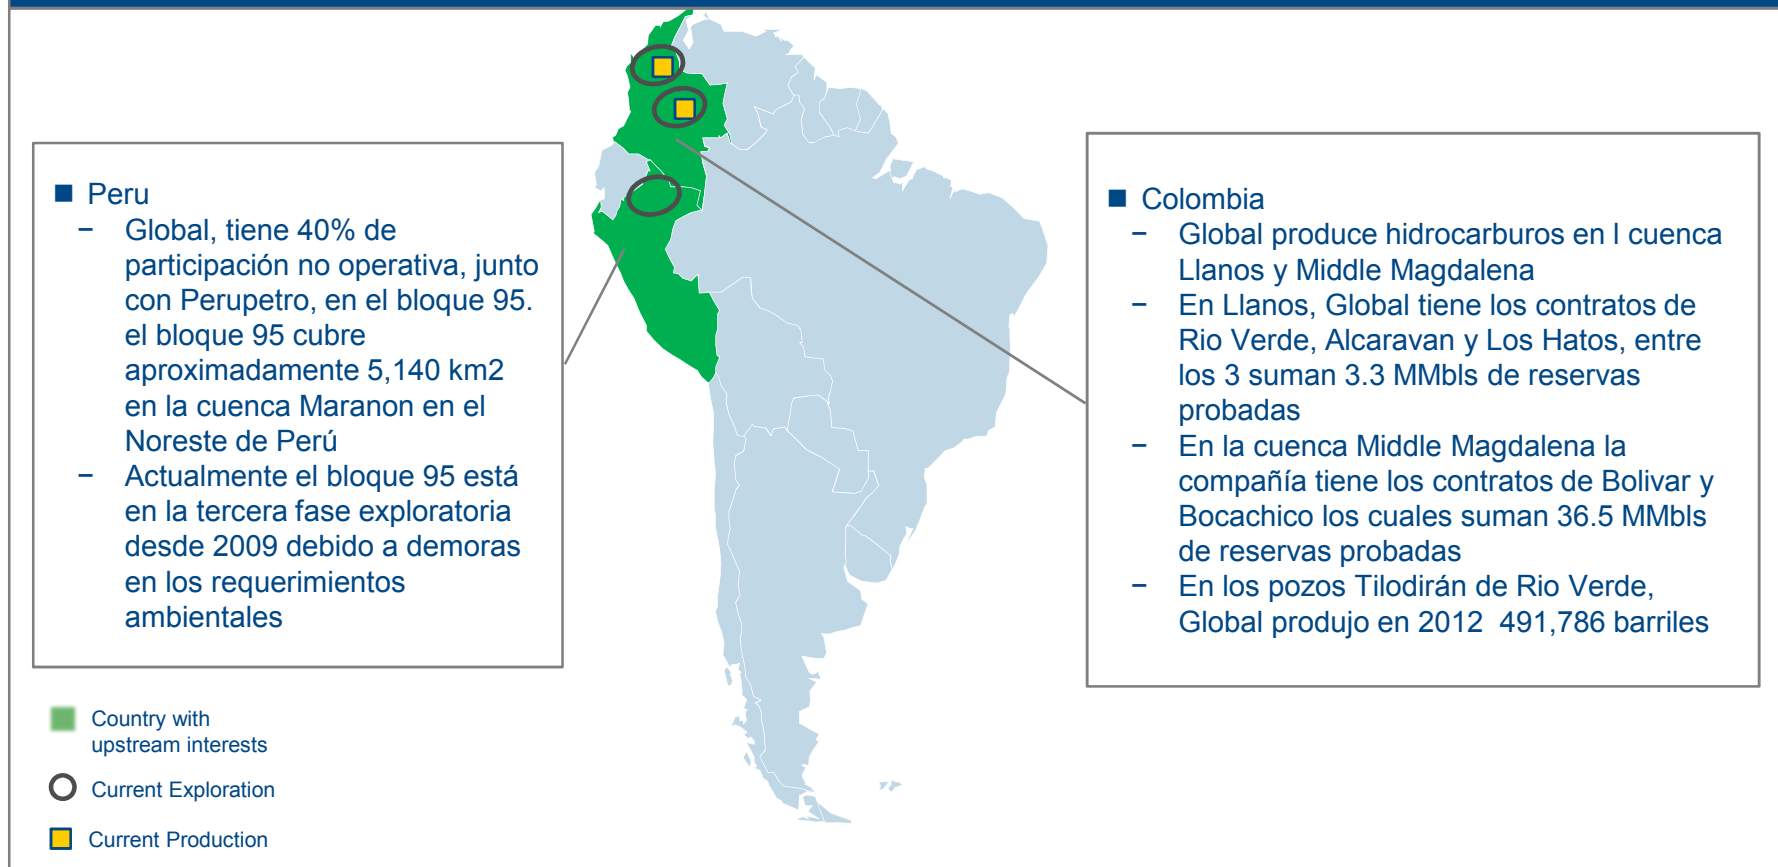 ■ Peru
− Global, tiene 40% de
participación no operativa, junto
con Perupetro, en el bloque 95.
el bloque 95 cubre
aproximadamente 5,140 km2
en la cuenca Maranon en el
Noreste de Perú
− Actualmente el bloque 95 está
en la tercera fase exploratoria
desde 2009 debido a demoras
en los requerimientos
ambientales
■ Colombia
− Global produce hidrocarburos en l cuenca
Llanos y Middle Magdalena
− En Llanos, Global tiene los contratos de
Rio Verde, Alcaravan y Los Hatos, entre
los 3 suman 3.3 MMbls de reservas
probadas
− En la cuenca Middle Magdalena la
compañía tiene los contratos de Bolivar y
Bocachico los cuales suman 36.5 MMbls
de reservas probadas
− En los pozos Tilodirán de Rio Verde,
Global produjo en 2012  491,786 barriles
Country with
upstream interests
Current Exploration
Current Production